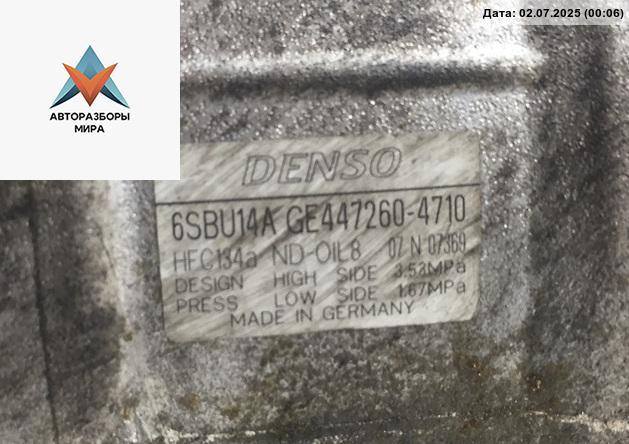 Дата: 02.07.2025 (00:06)
АВТОРАЗБОРЫ
МИРА
DENSO
6SBU14A GE447260-4710
HFC134a ND-OIL8 07 N 07369
DESIGN HIGH SIDE 3.53MPa
PRESS LOW SIDE 1.67MPa
MADE IN GERMANY